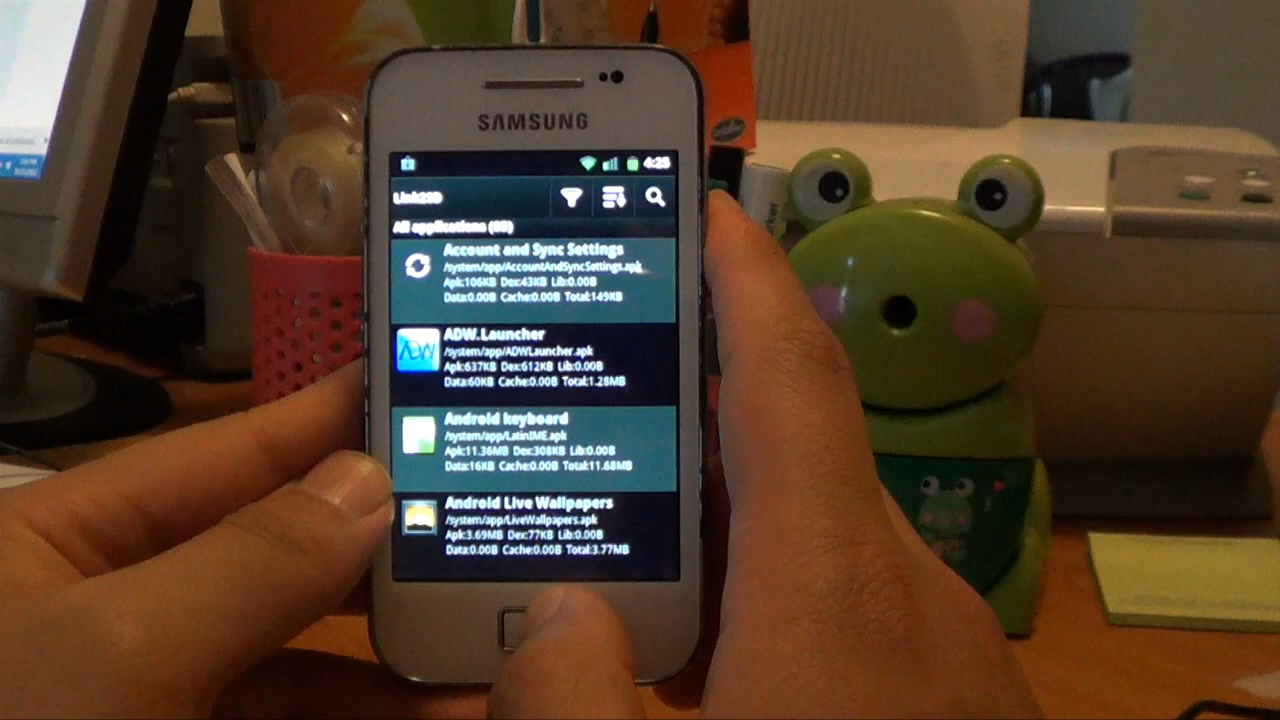 SAMSUNG
4:25
Link2SD
All applications (83)
Account and Sync Settings
/system/app/AccountAndSyncSettings.apk
Apk:106KB Dex:43KB Lib:0.00B
Data:0.00B Cache:0.00B Total:149KB
ADW.Launcher
ADW
/system/app/ADWLauncher.apk
Apk:637KB Dex:612KB Lib:0.00B
Data:60KB Cache:0.00B Total:1.28MB
Android keyboard
/system/app/LatinIME.apk
Apk:11.36MB Dex:308KB Lib:0.00B
Data:16KB Cache:0.00B Total:11.68MB
Android Live Wallpapers
/system/app/LiveWallpapers.apk
Apk:3.69MB Dex:77KB Lib:0.00B
Data:0.00B Cache:0.00B Total:3.77MB